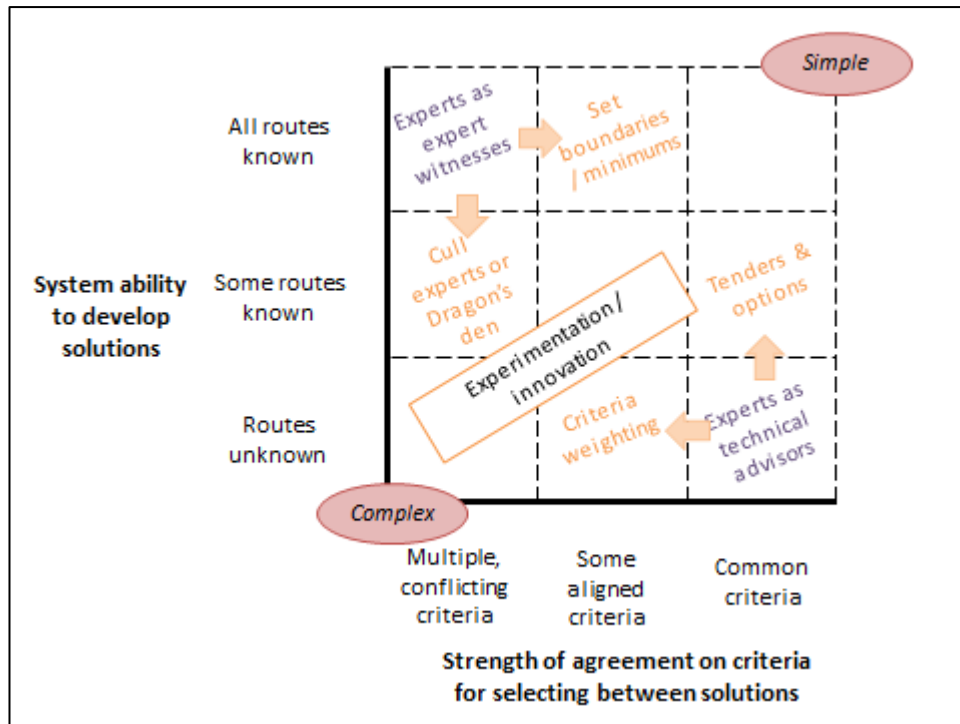 Simple
All routes
known
Experts as
expert
witnesses
Set
boundaries
/ minimums
System ability
to develop
solutions
Some routes
known
Cull
experts or
Dragon's
den
Experimentation/
innovation
Tenders &
options
Routes
unknown
Criteria
weighting
Experts as
technical
advisors
Complex
Multiple,
conflicting
criteria
Some
aligned
criteria
Common
criteria
Strength of agreement on criteria
for selecting between solutions